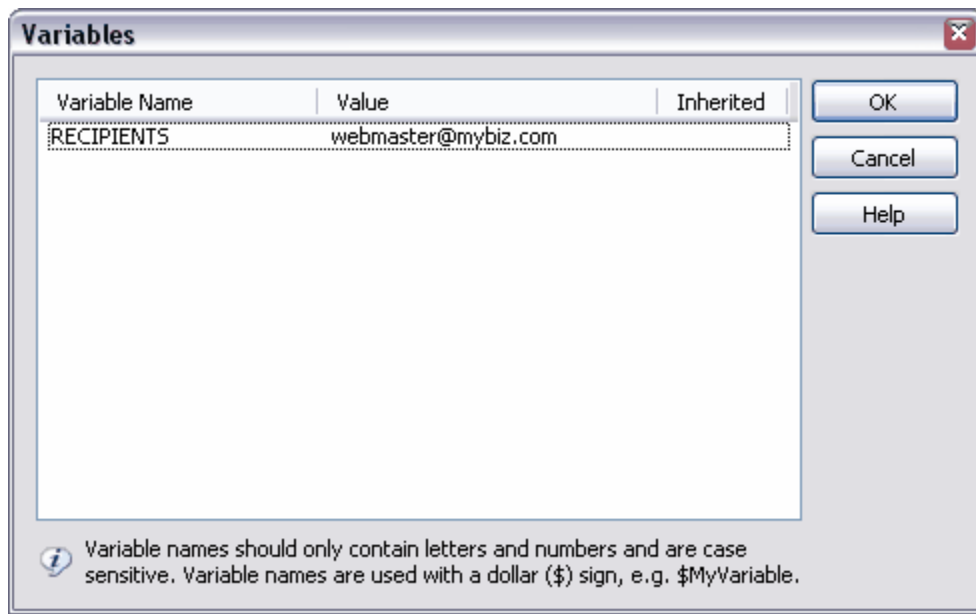 Variables
Variable Name Value Inherited
RECIPIENTS webmaster@mybiz.com
OK
Cancel
Help
Variable names should only contain letters and numbers and are case
sensitive. Variable names are used with a dollar ($) sign, e.g. $MyVariable.